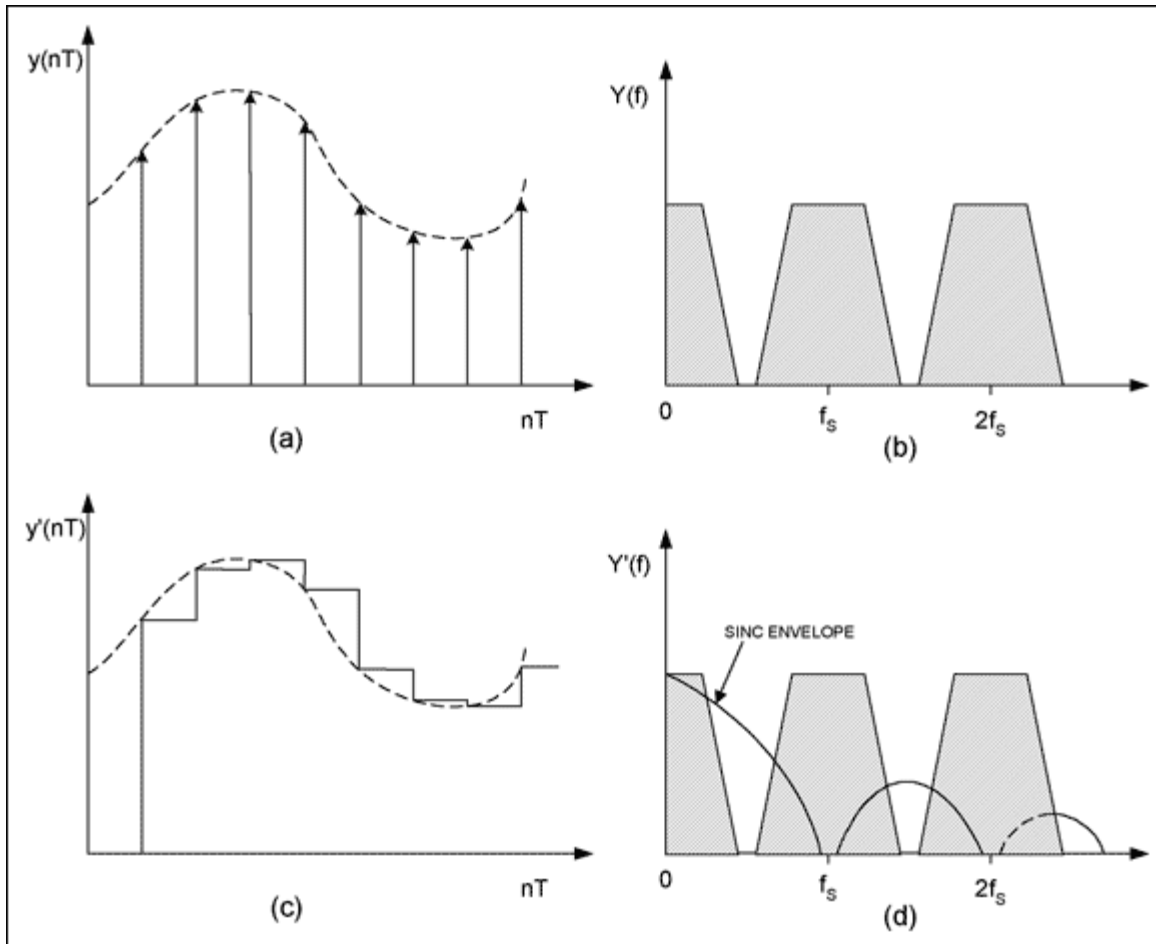 y(nT)
nT
(a)
Y(f)
0
fS
2fS
(b)
y'(nT)
nT
(c)
Y'(f)
SINC ENVELOPE
0
fS
2fS
(d)